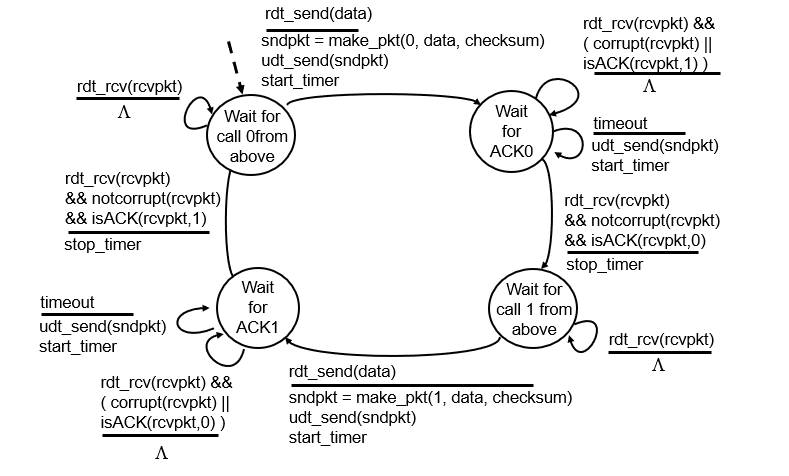 rdt_send(data)
sndpkt = make_pkt(0, data, checksum)
udt_send(sndpkt)
start_timer
rdt_rcv(rcvpkt) &&
( corrupt(rcvpkt) ||
isACK(rcvpkt,1) )
Λ
rdt_rcv(rcvpkt)
Λ
Wait for
call 0from
above
Wait
for
ACK0
timeout
udt_send(sndpkt)
start_timer
rdt_rcv(rcvpkt)
&& notcorrupt(rcvpkt)
&& isACK(rcvpkt,1)
stop_timer
rdt_rcv(rcvpkt)
&& notcorrupt(rcvpkt)
&& isACK(rcvpkt,0)
stop_timer
timeout
udt_send(sndpkt)
start_timer
Wait
for
ACK1
Wait for
call 1 from
above
rdt_rcv(rcvpkt)
Λ
rdt_rcv(rcvpkt) &&
( corrupt(rcvpkt) ||
isACK(rcvpkt,0) )
Λ
rdt_send(data)
sndpkt = make_pkt(1, data, checksum)
udt_send(sndpkt)
start_timer